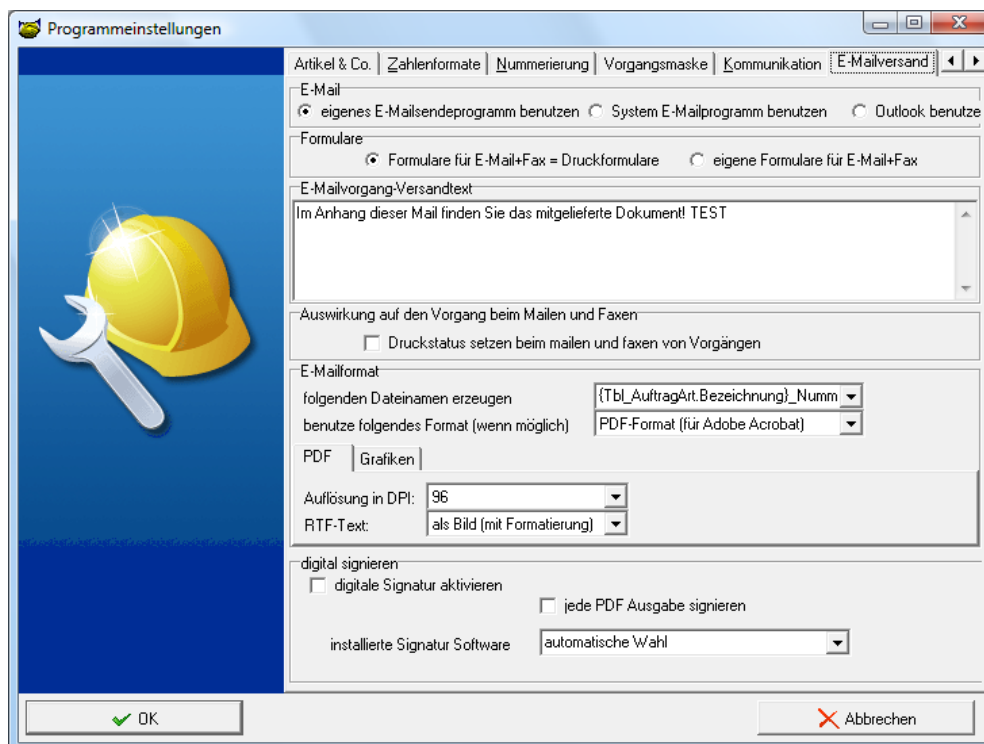 Programmeinstellungen
Artikel & Co. Zahlenformate Nummerierung Vorgangsmaske Kommunikation E-Mailversand
E-Mail
eigenes E-Mailsendeprogramm benutzen System E-Mailprogramm benutzen Outlook benutze
Formulare
Formulare für E-Mail+Fax = Druckformulare eigene Formulare für E-Mail+Fax
E-Mailvorgang-Versandtext
Im Anhang dieser Mail finden Sie das mitgelieferte Dokument! TEST
Auswirkung auf den Vorgang beim Mailen und Faxen
Druckstatus setzen beim mailen und faxen von Vorgängen
E-Mailformat
folgenden Dateinamen erzeugen {Tbl_AuftragArt.Bezeichnung}_Numm
benutze folgendes Format (wenn möglich) PDF-Format (für Adobe Acrobat)
PDF Grafiken
Auflösung in DPI: 96
RTF-Text: als Bild (mit Formatierung)
digital signieren
digitale Signatur aktivieren
jede PDF Ausgabe signieren
installierte Signatur Software automatische Wahl
OK Abbrechen